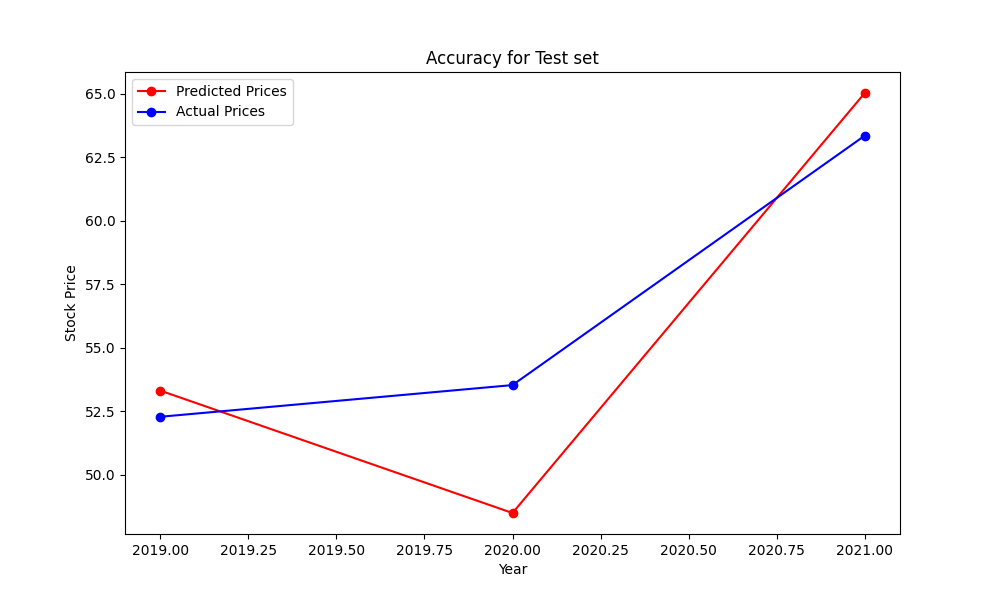 Accuracy for Test set
Predicted Prices
Actual Prices
65.0
62.5
60.0
57.5
55.0
52.5
50.0
Stock Price
2019.00 2019.25 2019.50 2019.75 2020.00 2020.25 2020.50 2020.75 2021.00
Year